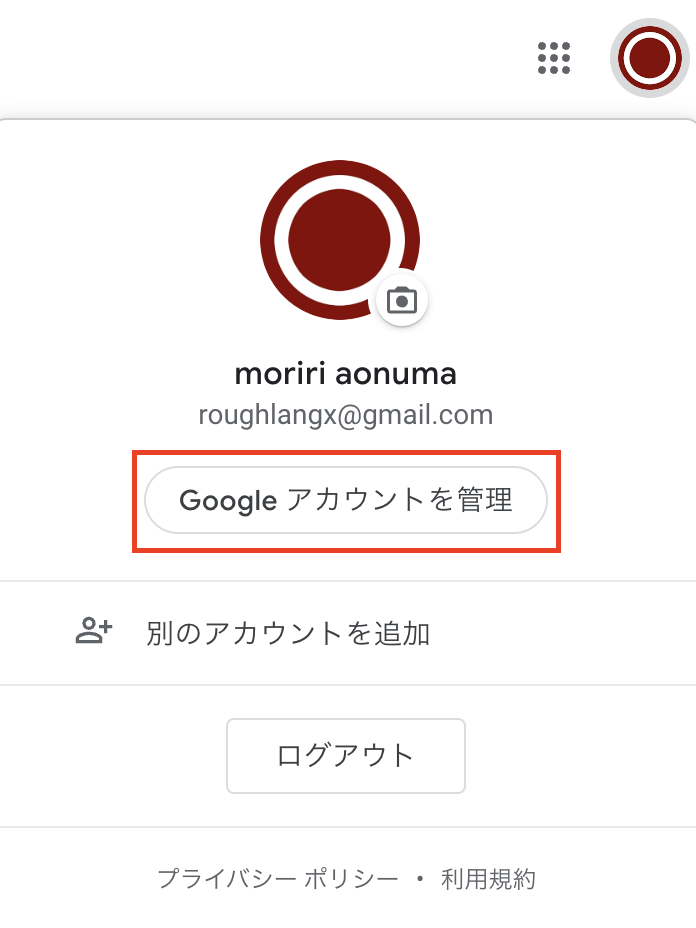 moriri aonuma
roughlangx@gmail.com
Google アカウントを管理
別のアカウントを追加
ログアウト
プライバシー ポリシー • 利用規約